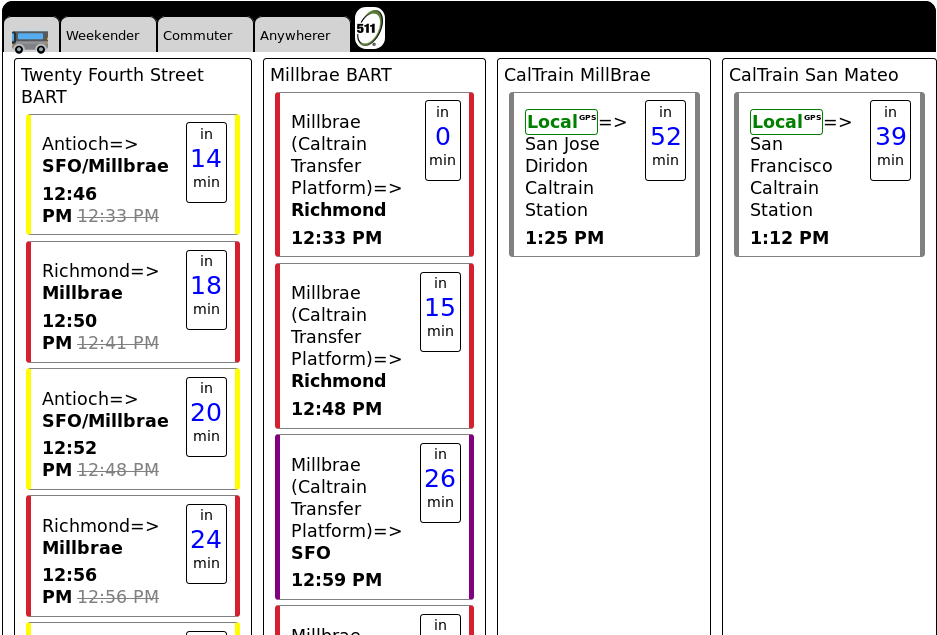 Weekender
Commuter
Anywherer
511
Twenty Fourth Street
BART
Antioch=>
SFO/Millbrae
12:46
PM 12:33 PM
in
14
min
Richmond=>
Millbrae
12:50
PM 12:41 PM
in
18
min
Antioch=>
SFO/Millbrae
12:52
PM 12:48 PM
in
20
min
Richmond=>
Millbrae
12:56
PM 12:56 PM
in
24
min
Millbrae BART
Millbrae
(Caltrain
Transfer
Platform)=>
Richmond
12:33 PM
in
0
min
Millbrae
(Caltrain
Transfer
Platform)=>
Richmond
12:48 PM
in
15
min
Millbrae
(Caltrain
Transfer
Platform)=>
SFO
12:59 PM
in
26
min
Millbrae
in
CalTrain MillBrae
Local GPS=>
San Jose
Diridon
Caltrain
Station
1:25 PM
in
52
min
CalTrain San Mateo
Local GPS=>
San
Francisco
Caltrain
Station
1:12 PM
in
39
min